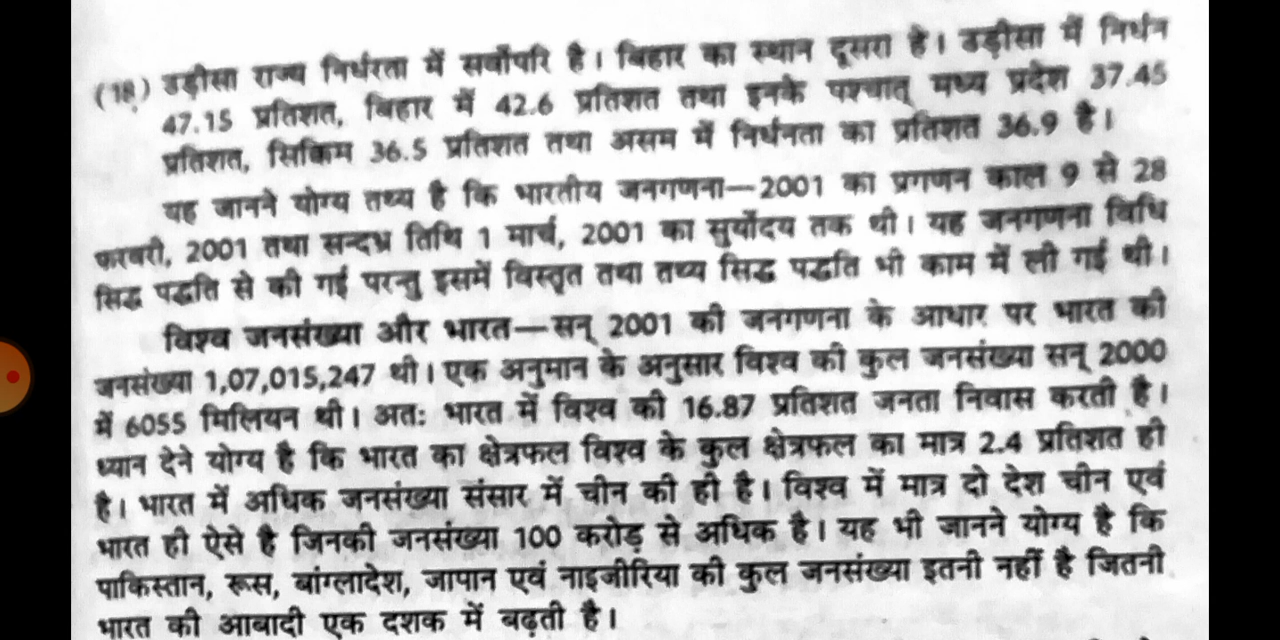 (18) उड़ीसा राज्य निर्धरता में सर्वोपरि है। बिहार का स्थान दूसरा है। उड़ीसा में निर्धन
47.15 प्रतिशत, बिहार में 42.6 प्रतिशत तथा इनके पश्चात् मध्य प्रदेश 37.45
प्रतिशत, सिक्किम 36.5 प्रतिशत तथा असम में निर्धनता का प्रतिशत 36.9 है।
यह जानने योग्य तथ्य है कि भारतीय जनगणना—2001 का प्रगणन काल 9 से 28
फरवरी, 2001 तथा सन्दभ्र तिथि 1 मार्च, 2001 का सुर्योदय तक थी। यह जनगणना विधि
सिद्ध पद्धति से की गई परन्तु इसमें विस्तृत तथा तथ्य सिद्ध पद्धति भी काम में ली गई थी।
विश्व जनसंख्या और भारत—सन् 2001 की जनगणना के आधार पर भारत की
जनसंख्या 1,07,015,247 थी। एक अनुमान के अनुसार विश्व की कुल जनसंख्या सन् 2000
में 6055 मिलियन थी। अतः भारत में विश्व की 16.87 प्रतिशत जनता निवास करती है।
ध्यान देने योग्य है कि भारत का क्षेत्रफल विश्व के कुल क्षेत्रफल का मात्र 2.4 प्रतिशत ही
है। भारत में अधिक जनसंख्या संसार में चीन की ही है। विश्व में मात्र दो देश चीन एवं
भारत ही ऐसे है जिनकी जनसंख्या 100 करोड़ से अधिक है। यह भी जानने योग्य है कि
पाकिस्तान, रूस, बांग्लादेश, जापान एवं नाइजीरिया की कुल जनसंख्या इतनी नहीं है जितनी
भारत की आबादी एक दशक में बढ़ती है।